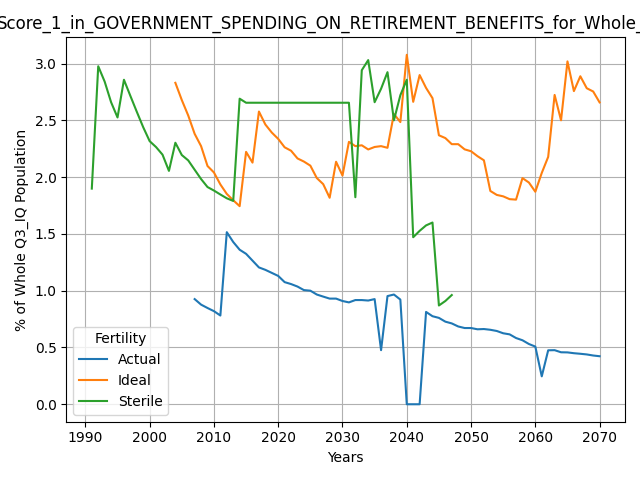 Score_1_in_GOVERNMENT_SPENDING_ON_RETIREMENT_BENEFITS_for_Whole_
% of Whole Q3_IQ Population
3.0
2.5
2.0
1.5
1.0
0.5
0.0
Fertility
Actual
Ideal
Sterile
1990 2000 2010 2020 2030 2040 2050 2060 2070
Years